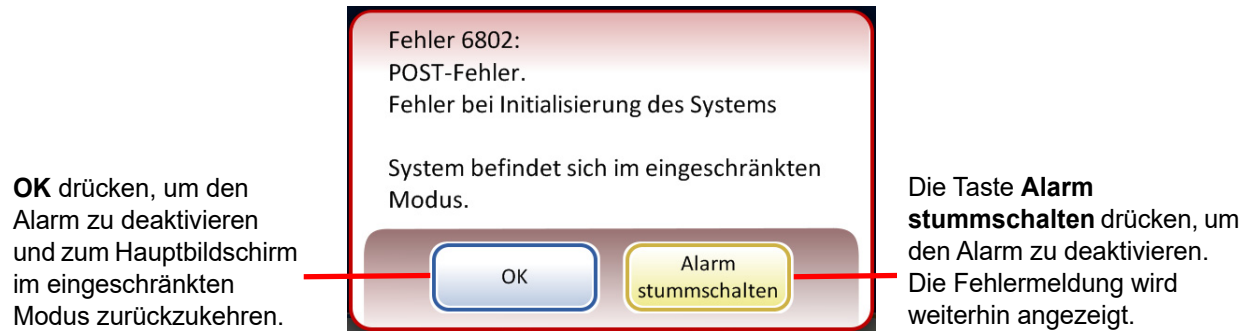 Fehler 6802:
POST-Fehler.
Fehler bei Initialisierung des Systems
System befindet sich im eingeschränkten
Modus.
OK
Alarm
stummschalten
OK drücken, um den
Alarm zu deaktivieren
und zum Hauptbildschirm
im eingeschränkten
Modus zurückzukehren.
Die Taste Alarm
stummschalten drücken, um
den Alarm zu deaktivieren.
Die Fehlermeldung wird
weiterhin angezeigt.